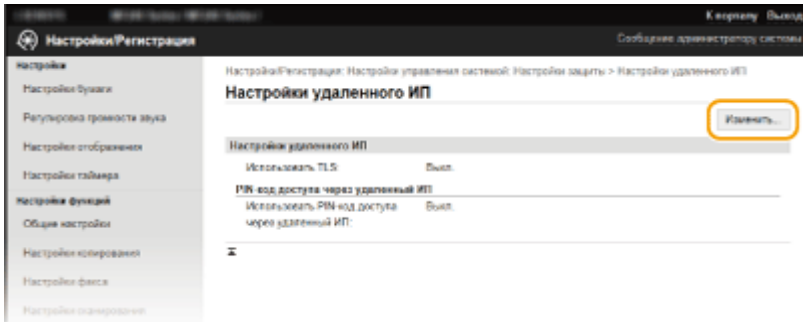 К порталу Выход
Настройки/Регистрация
Сообщение администратору системы
Настройки
Настройки бумаги
Регулировка громкости звука
Настройки отображения
Настройки таймера
Настройки функций
Общие настройки
Настройки копирования
Настройки факса
Настройки сканирования
Настройки/Регистрация: Настройки управления системой: Настройки защиты > Настройки удаленного ИП
Настройки удаленного ИП
Изменить...
Настройки удаленного ИП
Использовать TLS: Выкл.
PIN-код доступа через удаленный ИП
Использовать PIN-код доступа Выкл.
через удаленный ИП: